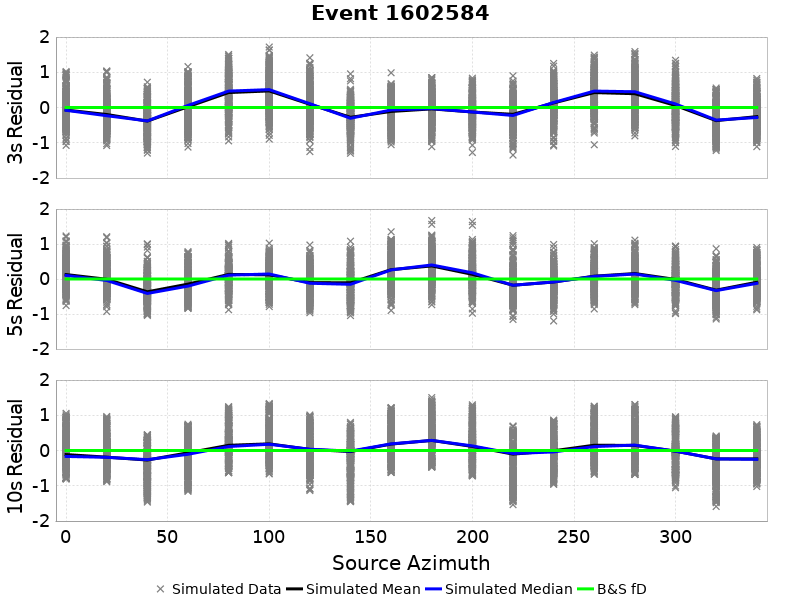 Event 1602584
3s Residual
2
1
0
-1
-2
5s Residual
2
1
0
-1
-2
10s Residual
2
1
0
-1
-2
0 50 100 150 200 250 300
Source Azimuth
Simulated Data Simulated Mean Simulated Median B&S fD